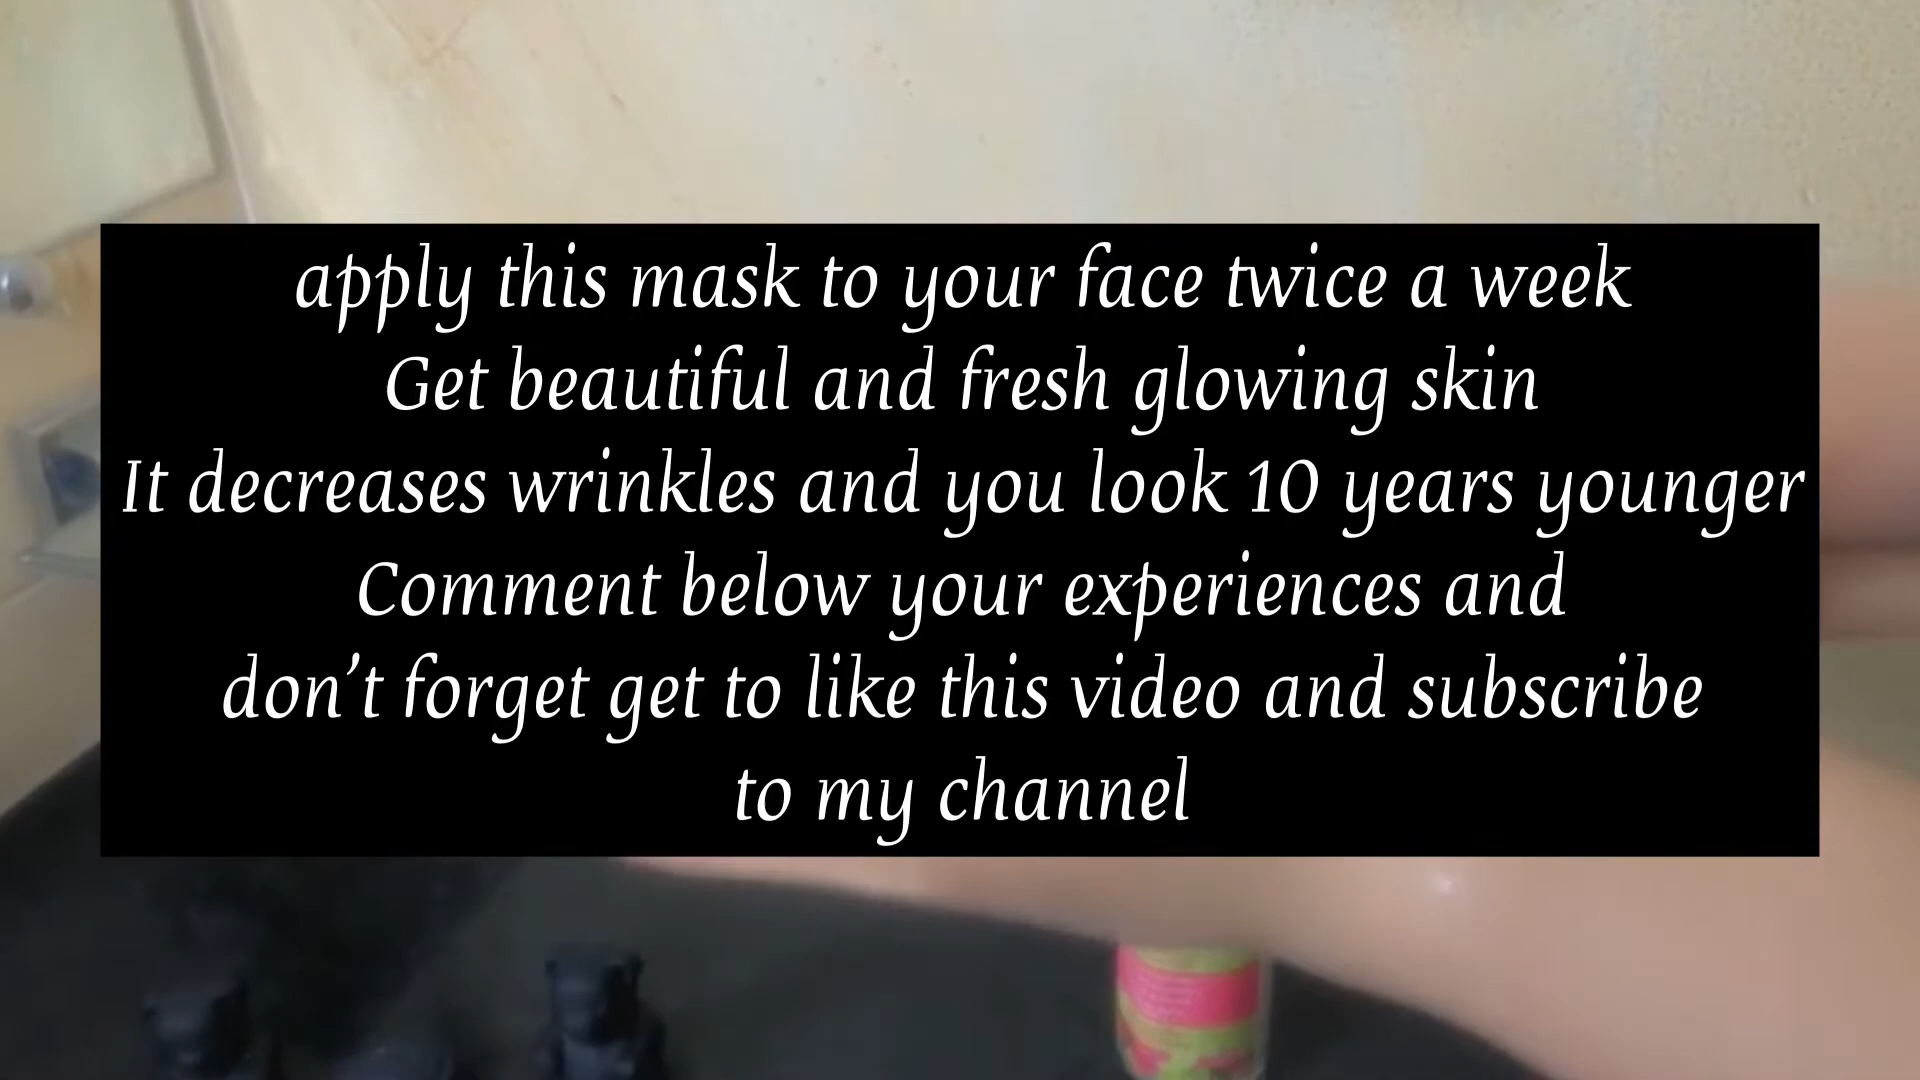 apply this mask to your face twice a week
Get beautiful and fresh glowing skin
It decreases wrinkles and you look 10 years younger
Comment below your experiences and
don’t forget get to like this video and subscribe
to my channel